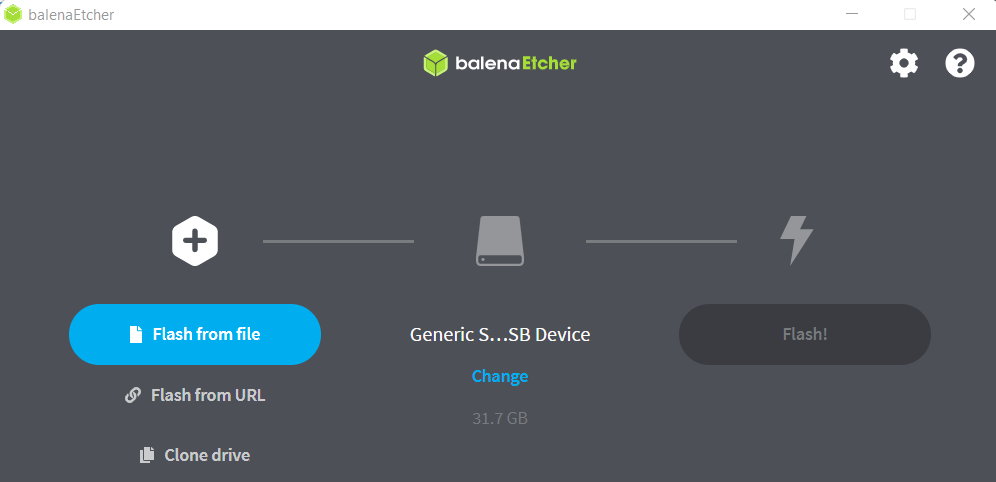 balenaEtcher
balenaEtcher
Flash from file
Generic S...SB Device
Flash!
Change
Flash from URL
31.7 GB
Clone drive